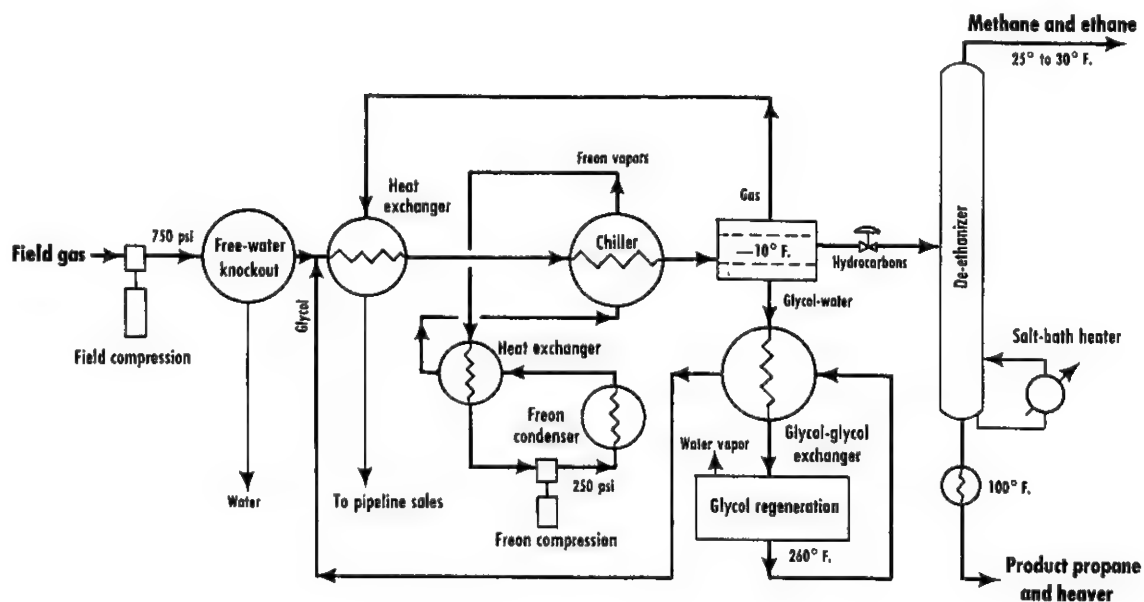 Methane and ethane
25° to 30° F.
Freon vapors
Heat
exchanger
Gas
750 psi
Field gas
Free-water
knockout
Chiller
—10° F.
Hydrocarbons
De-ethanizer
Glycol
Glycol-water
Field compression
Heat exchanger
Salt-bath heater
Freon
condenser
Glycol-glycol
exchanger
Water vapor
250 psi
Glycol regeneration
100° F.
Water
To pipeline sales
Freon compression
260° F.
Product propane
and heaver